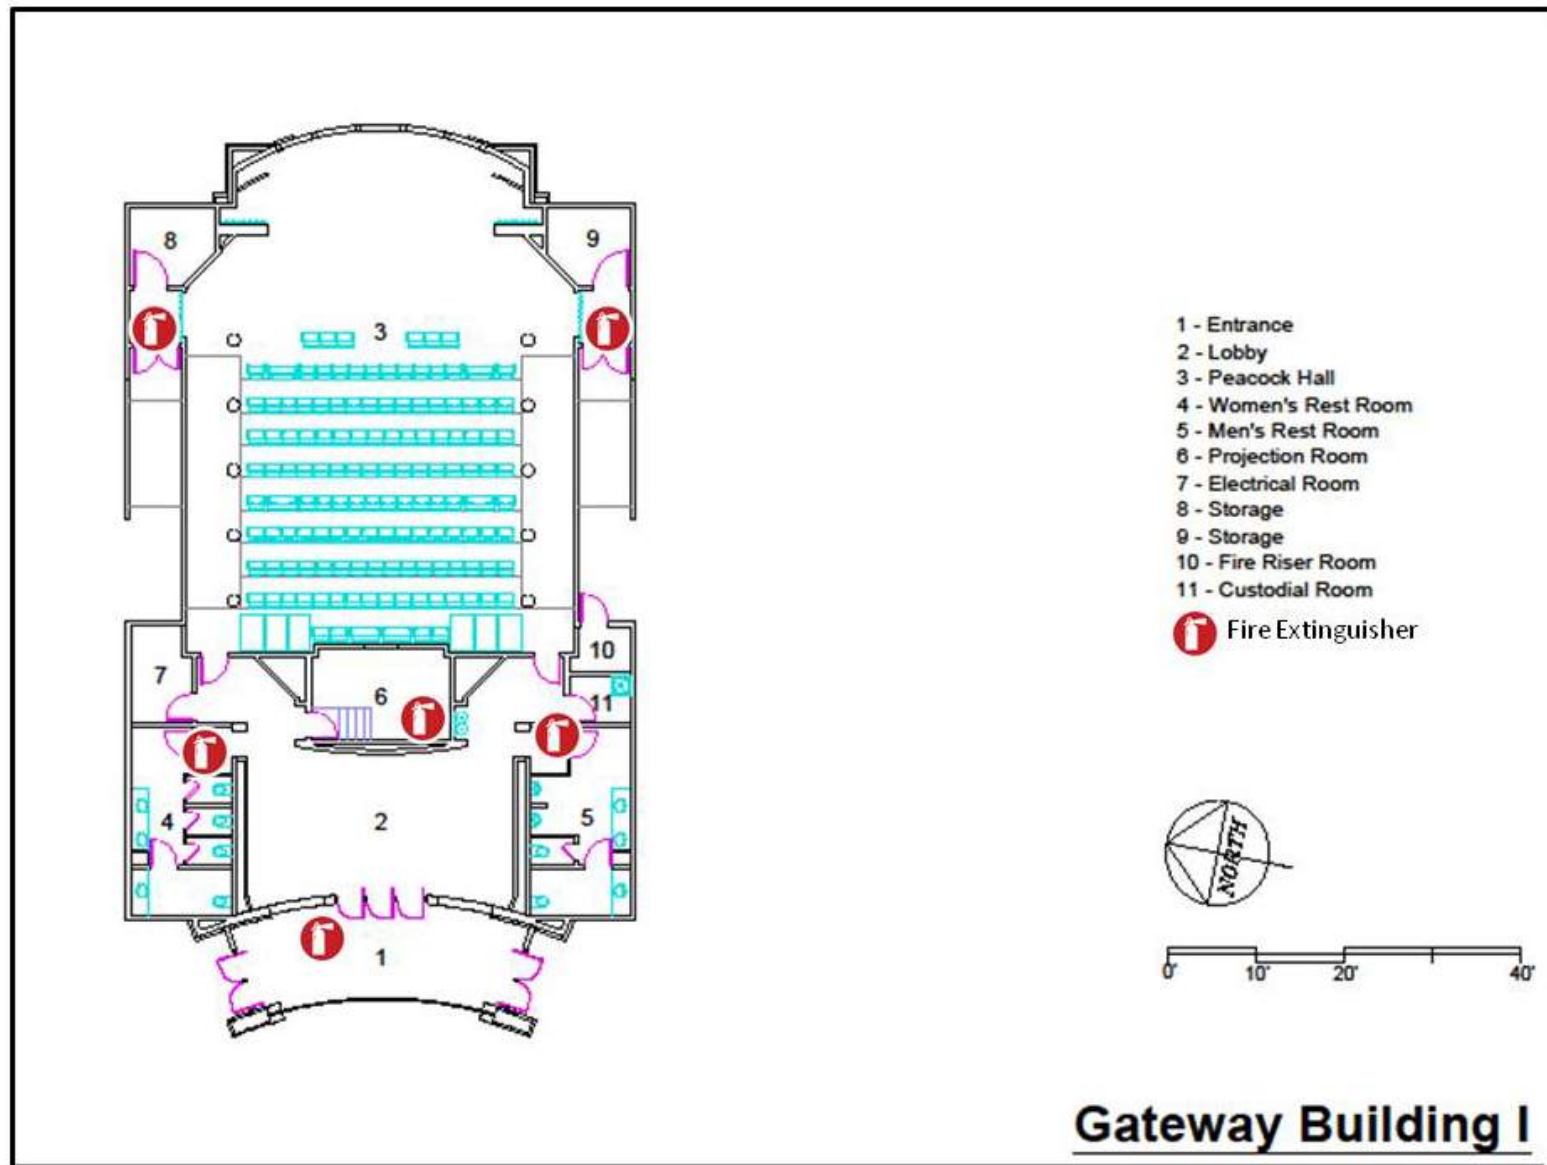 8
9
3
1 - Entrance
2 - Lobby
3 - Peacock Hall
4 - Women's Rest Room
5 - Men's Rest Room
6 - Projection Room
7 - Electrical Room
8 - Storage
9 - Storage
10 - Fire Riser Room
11 - Custodial Room
Fire Extinguisher
10
7
6
11
4
2
5
NORTH
1
0' 10' 20' 40'
Gateway Building I